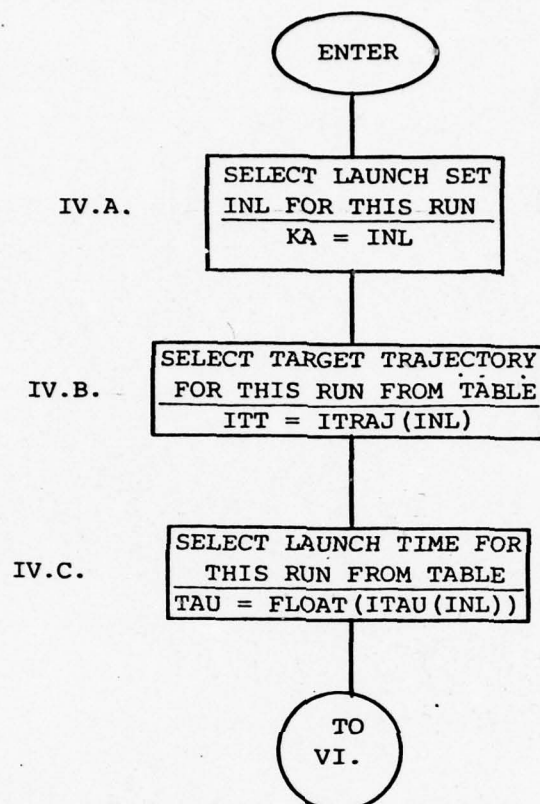 ENTER
IV.A.
SELECT LAUNCH SET
INL FOR THIS RUN
KA = INL
IV.B.
SELECT TARGET TRAJECTORY
FOR THIS RUN FROM TABLE
ITT = ITRAJ(INL)
IV.C.
SELECT LAUNCH TIME FOR
THIS RUN FROM TABLE
TAU = FLOAT(ITAU(INL))
TO
VI.